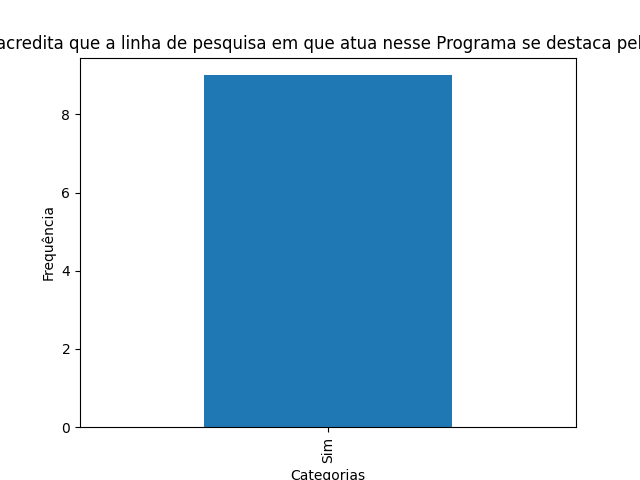 acredita que a linha de pesquisa em que atua nesse Programa se destaca pel
8
6
4
2
0
Frequência
Sim
Categorias